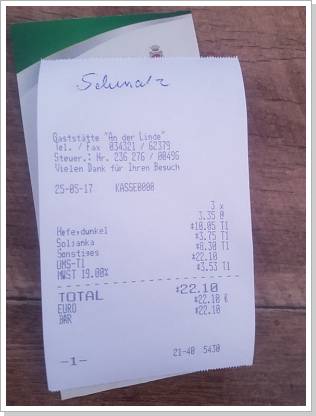 Schmalz
Gaststätte "An der Linde"
Tel. / Fax 034321 / 62379
Steuer.: Nr. 236 276 / 00496
Vielen Dank für Ihren Besuch
25-05-17 KASSE0000
3 x
3.35 @
Hefe+dunkel *10.05 T1
Soljanka *3.75 T1
Sonstiges *8.30 T1
UMS-T1 *22.10
MWST 19.00% *3.53 T1
TOTAL *22.10
EURO *22.10 €
BAR *22.10
-1- 21-40 5430